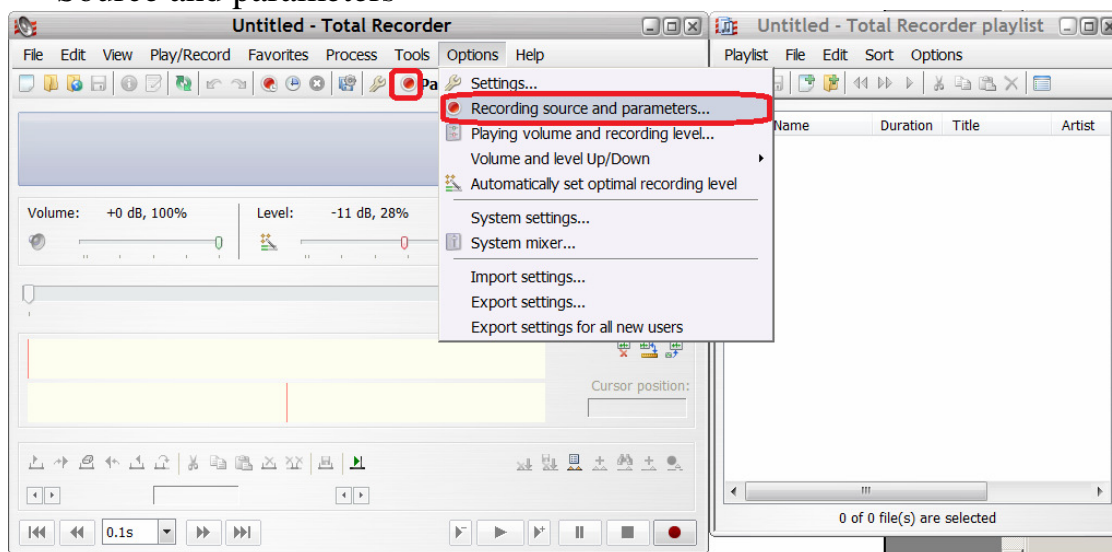 Source and parameters
Untitled - Total Recorder
File Edit View Play/Record Favorites Process Tools Options Help
Pa
Settings...
Recording source and parameters...
Playing volume and recording level...
Volume and level Up/Down
Automatically set optimal recording level
System settings...
System mixer...
Import settings...
Export settings...
Export settings for all new users
Volume: +0 dB, 100% Level: -11 dB, 28%
Cursor position:
0.1s
Untitled - Total Recorder playlist
Playlist File Edit Sort Options
Name Duration Title Artist
0 of 0 file(s) are selected